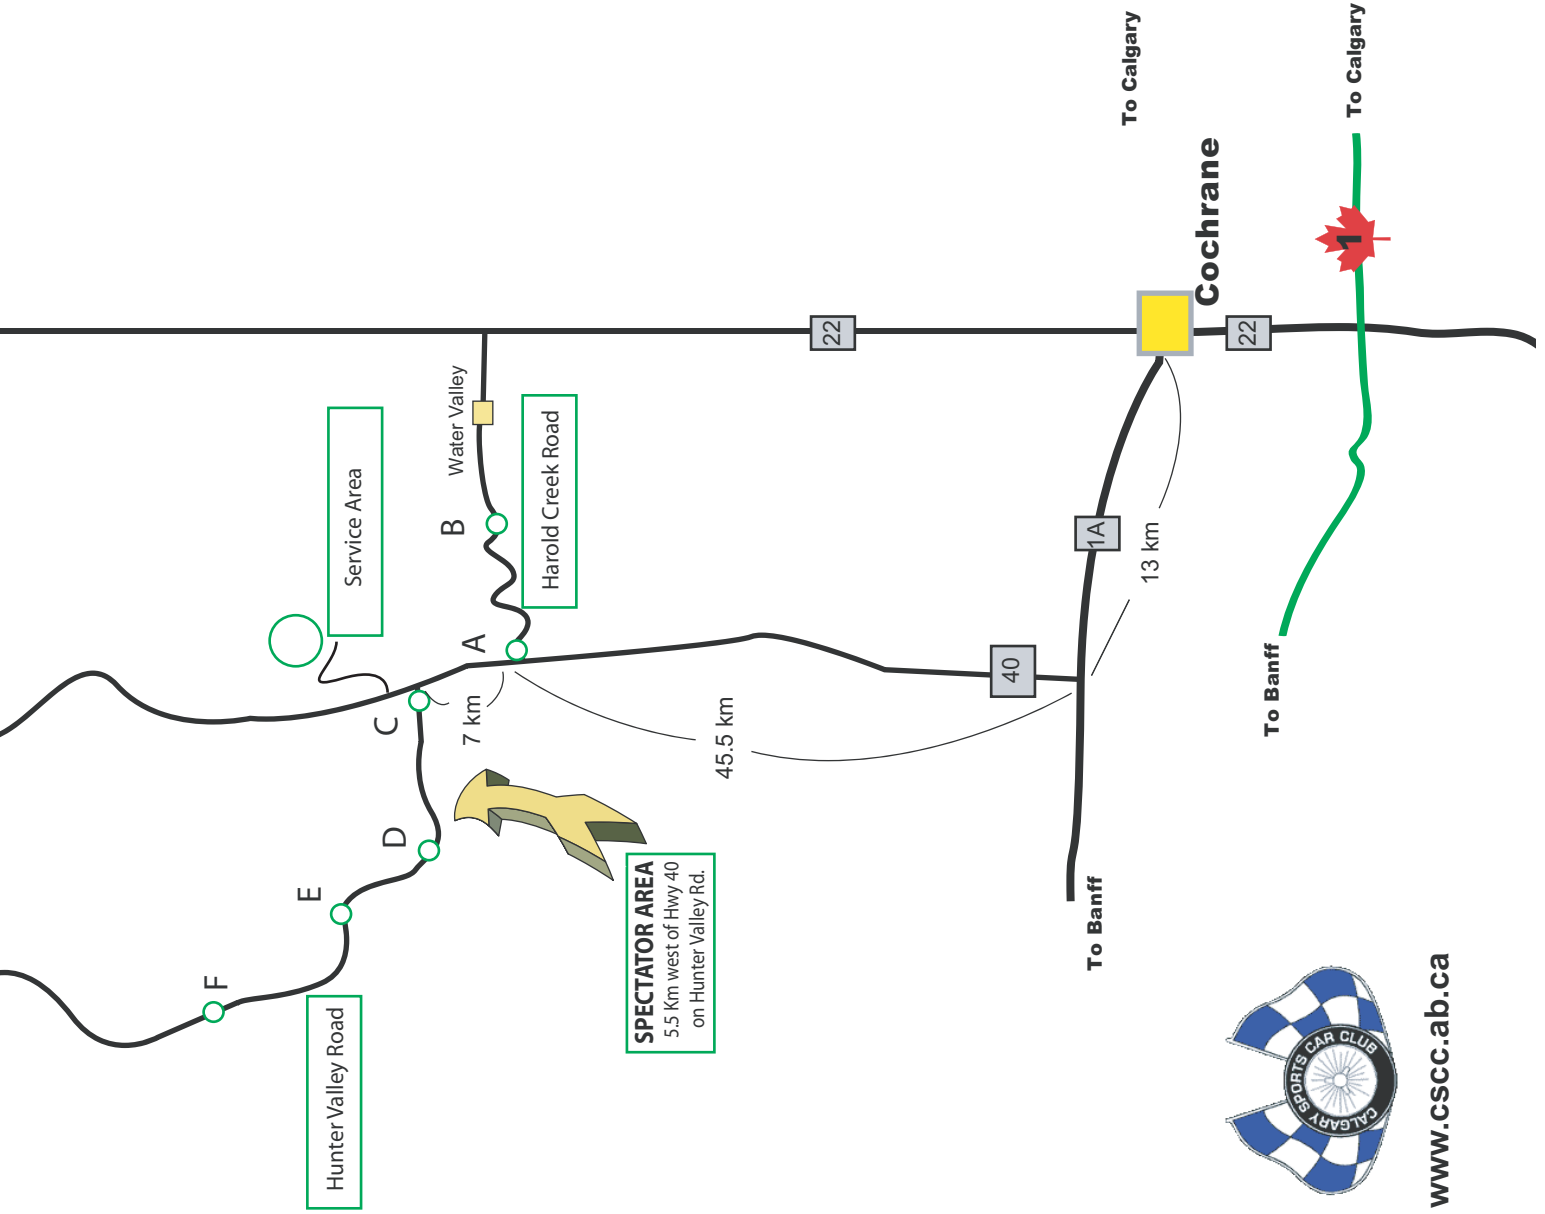 To Calgary
To Calgary
Cochrane
1
22
22
Water Valley
Service Area
B
Harold Creek Road
1A
13 km
A
40
C
7 km
45.5 km
To Banff
D
E
F
SPECTATOR AREA
5.5 Km west of Hwy 40
on Hunter Valley Rd.
To Banff
Hunter Valley Road
CALGARY SPORTS CAR CLUB
www.cscc.ab.ca